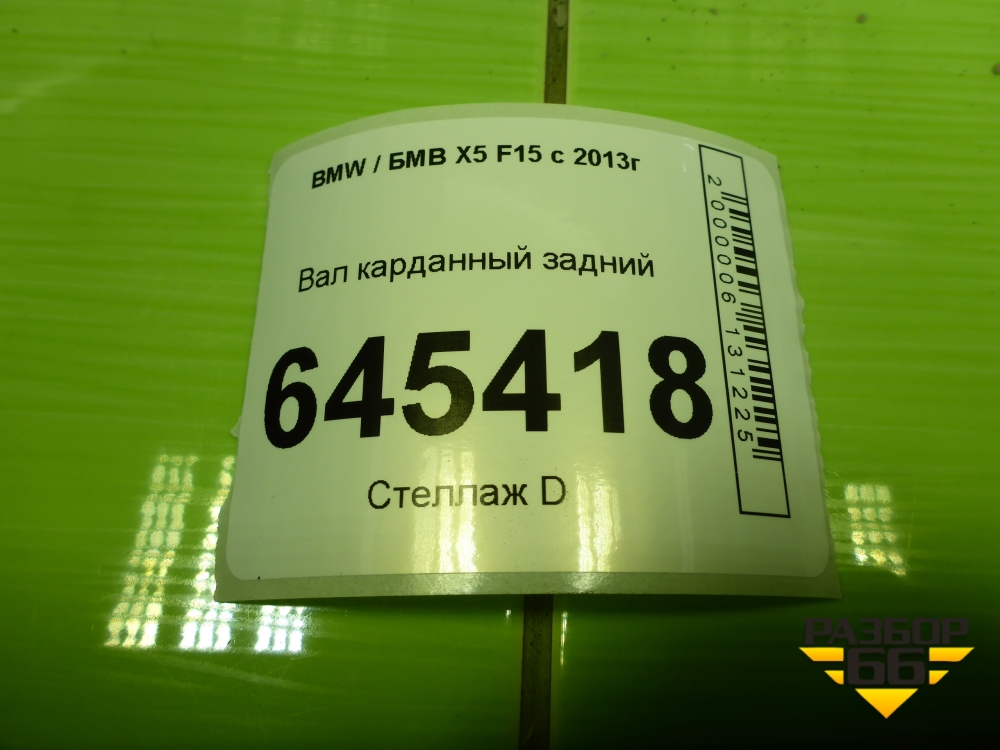 BMW / БМВ X5 F15 с 2013г
Вал карданный задний
645418
Стеллаж D
2000006131225
РАЗБОР
66